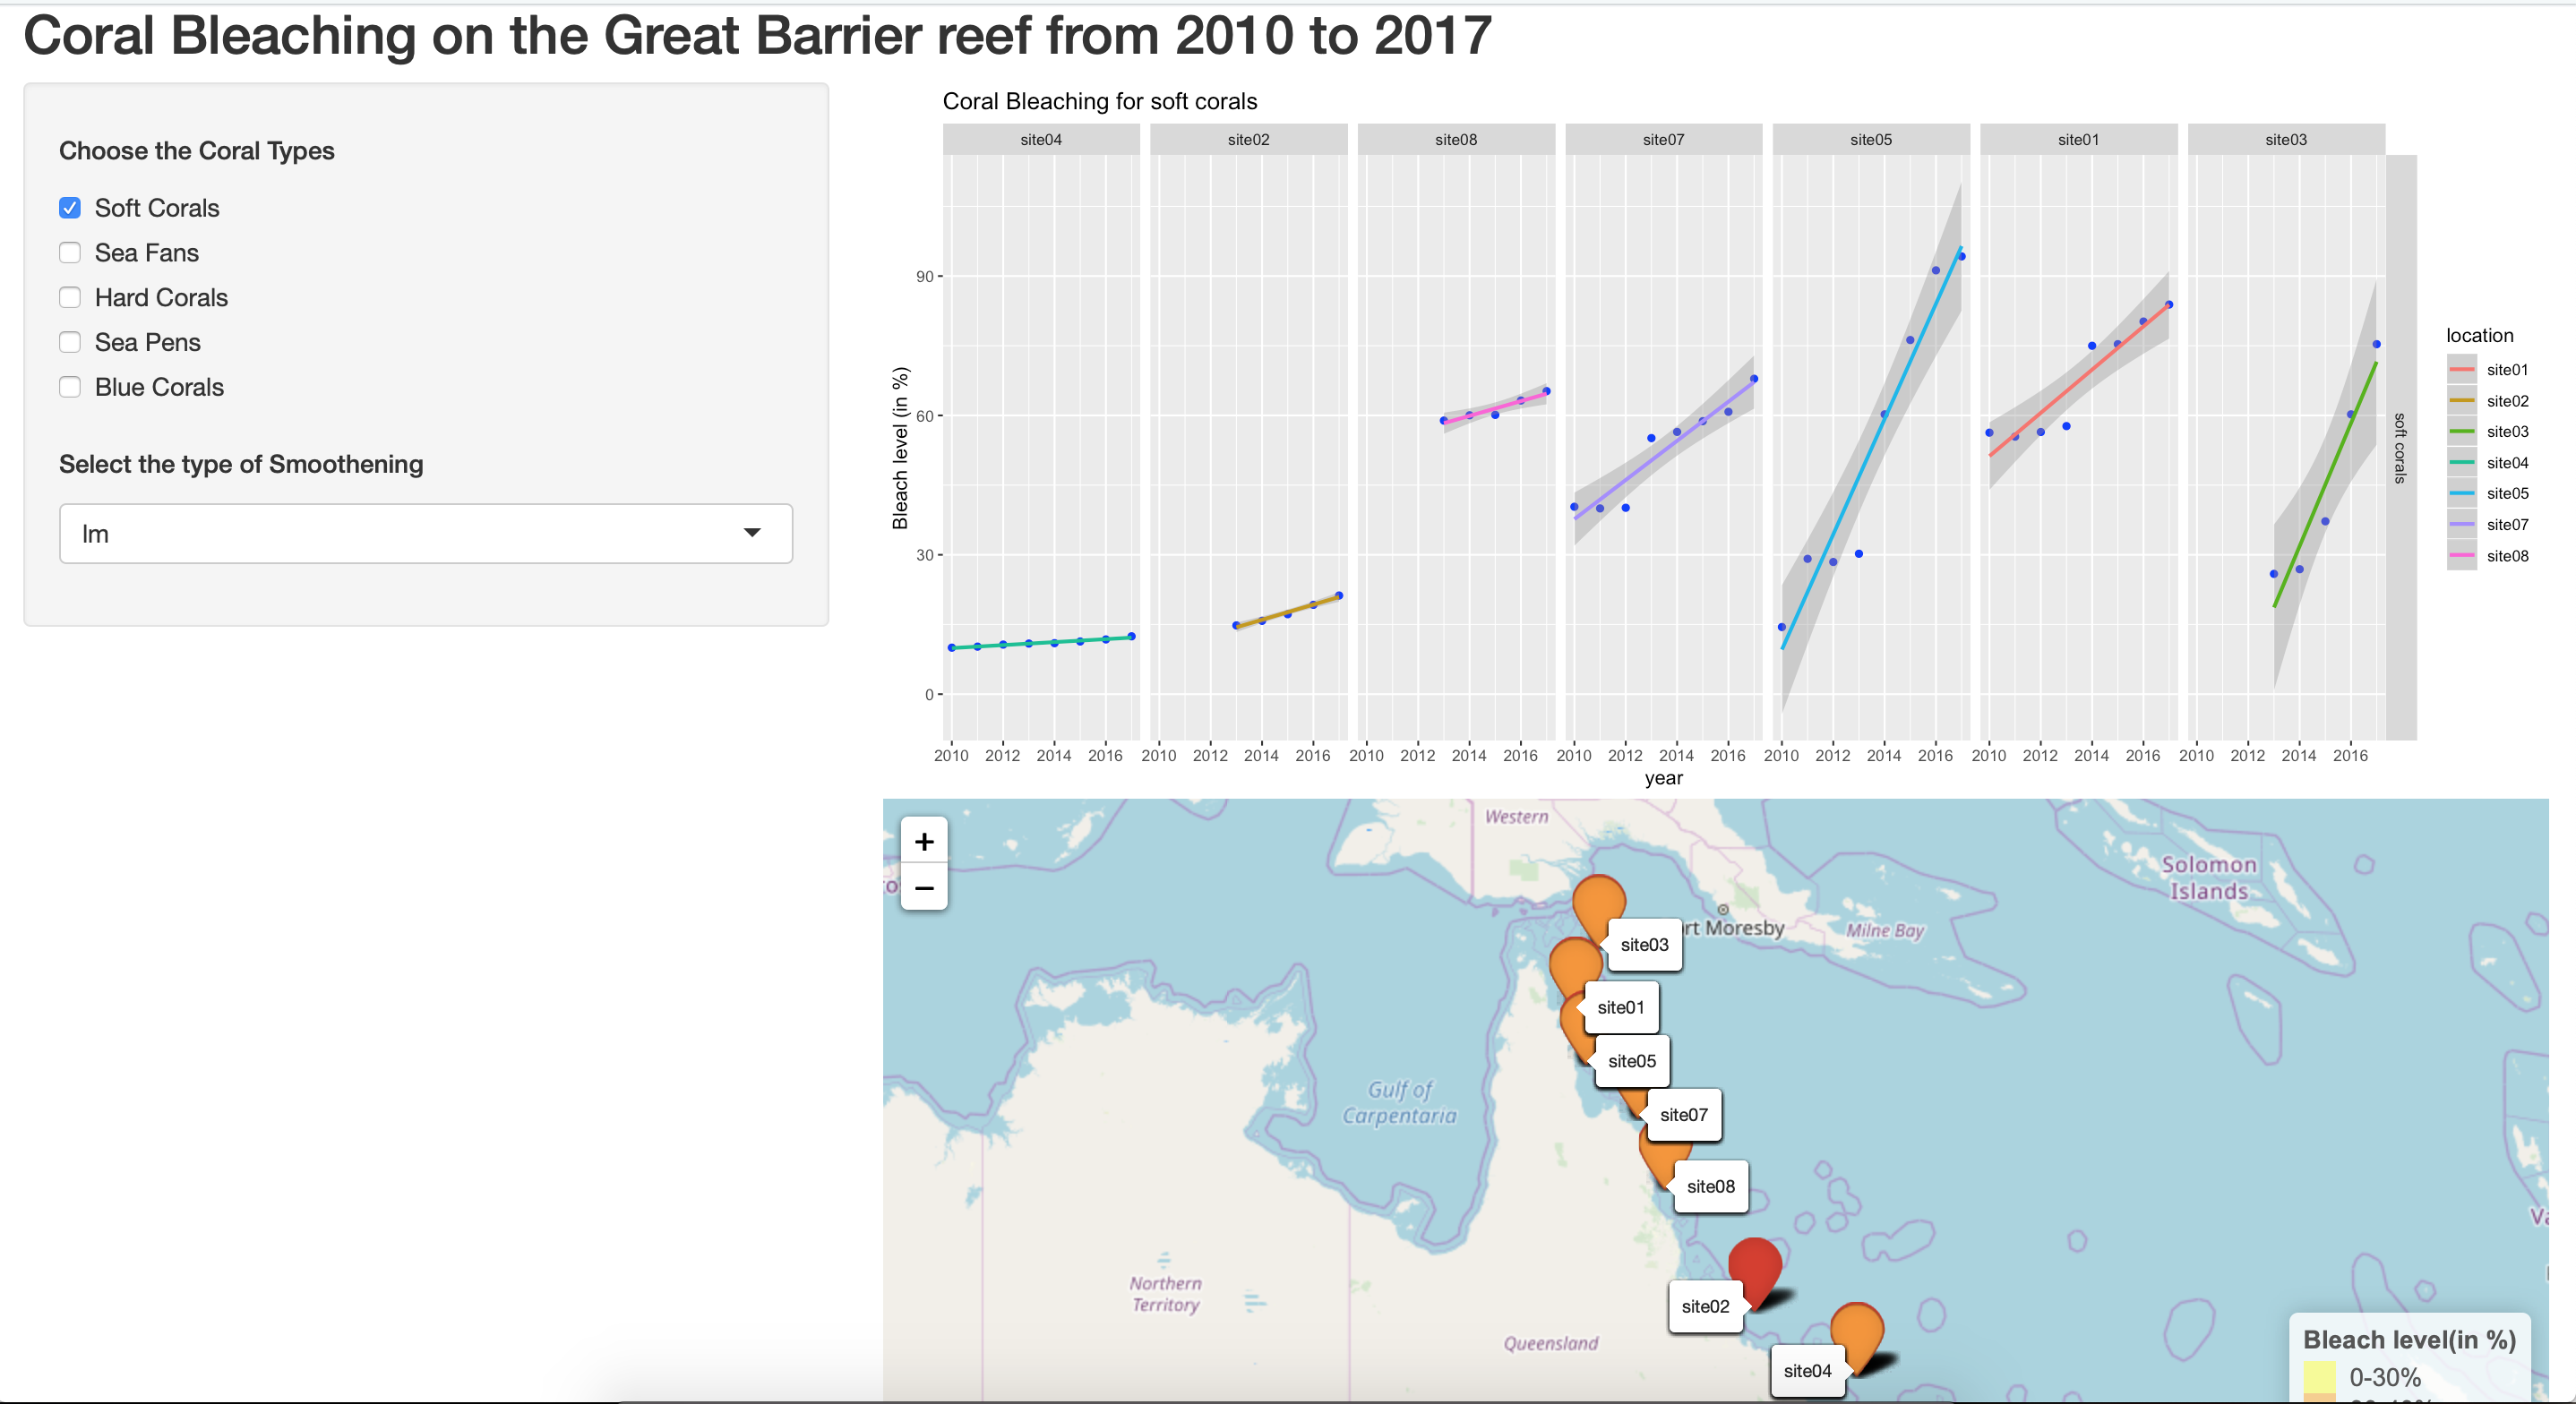 Coral Bleaching on the Great Barrier reef from 2010 to 2017
Choose the Coral Types
Soft Corals
Sea Fans
Hard Corals
Sea Pens
Blue Corals
Select the type of Smoothening
lm
Coral Bleaching for soft corals
site04 site02 site08 site07 site05 site01 site03
90
60
30
0
Bleach level (in %)
soft corals
2010 2012 2014 2016 2010 2012 2014 2016 2010 2012 2014 2016 2010 2012 2014 2016 2010 2012 2014 2016 2010 2012 2014 2016 2010 2012 2014 2016
year
location
site01
site02
site03
site04
site05
site07
site08
+
−
Western
Solomon
Islands
site03
rt Moresby
Milne Bay
site01
site05
Gulf of
Carpentaria
site07
site08
Northern
Territory
site02
Queensland
site04
Bleach level(in %)
0-30%